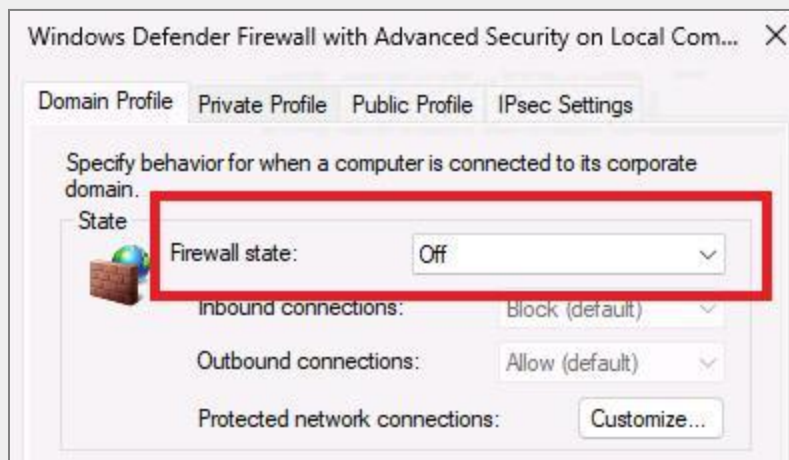 Windows Defender Firewall with Advanced Security on Local Com...
Domain Profile Private Profile Public Profile IPsec Settings
Specify behavior for when a computer is connected to its corporate
domain.
State
Firewall state: Off
Inbound connections: Block (default)
Outbound connections: Allow (default)
Protected network connections: Customize...